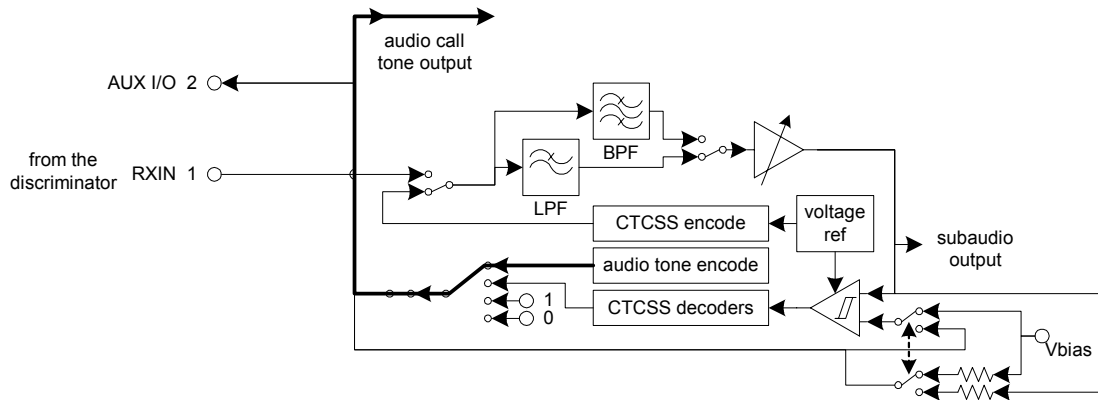 audio call
tone output
AUX I/O 2
BPF
from the
discriminator
RXIN 1
LPF
CTCSS encode
voltage
ref
subaudio
output
audio tone encode
CTCSS decoders
1
0
Vbias